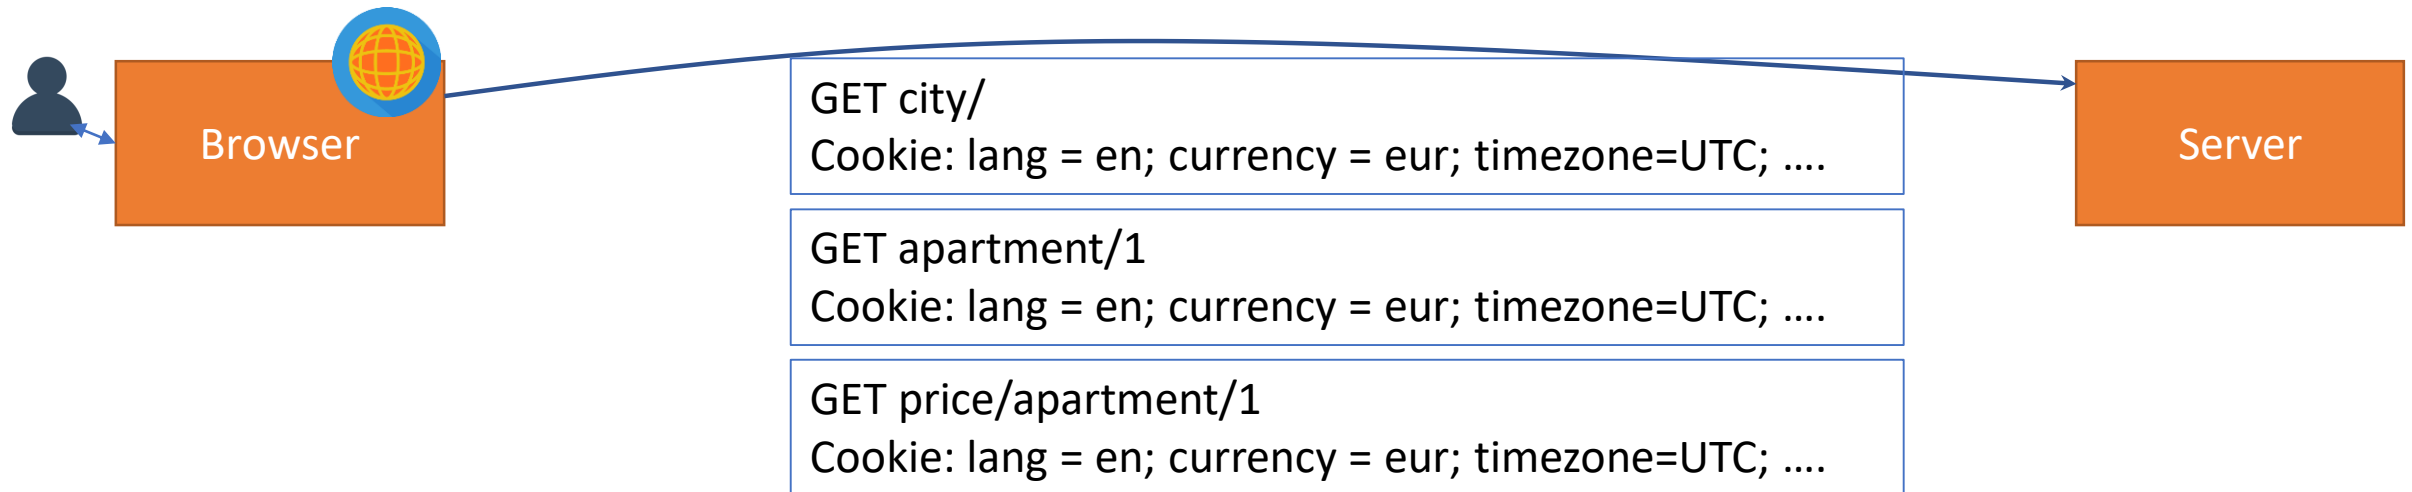 Browser
GET city/
Cookie: lang = en; currency = eur; timezone=UTC; ....
GET apartment/1
Cookie: lang = en; currency = eur; timezone=UTC; ....
GET price/apartment/1
Cookie: lang = en; currency = eur; timezone=UTC; ....
Server